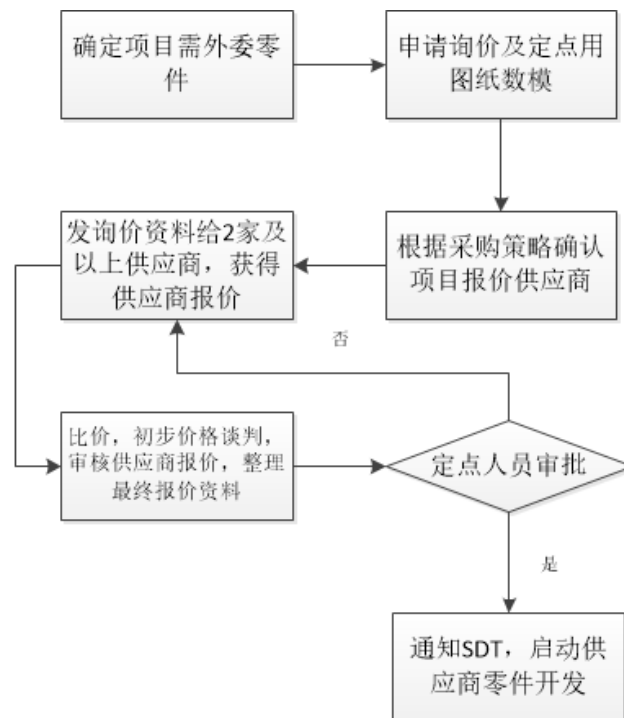 确定项目需外委零
件
申请询价及定点用
图纸数模
根据采购策略确认
项目报价供应商
发询价资料给2家及
以上供应商，获得
供应商报价
否
比价，初步价格谈判，
审核供应商报价，整理
最终报价资料
定点人员审批
是
通知SDT，启动供
应商零件开发